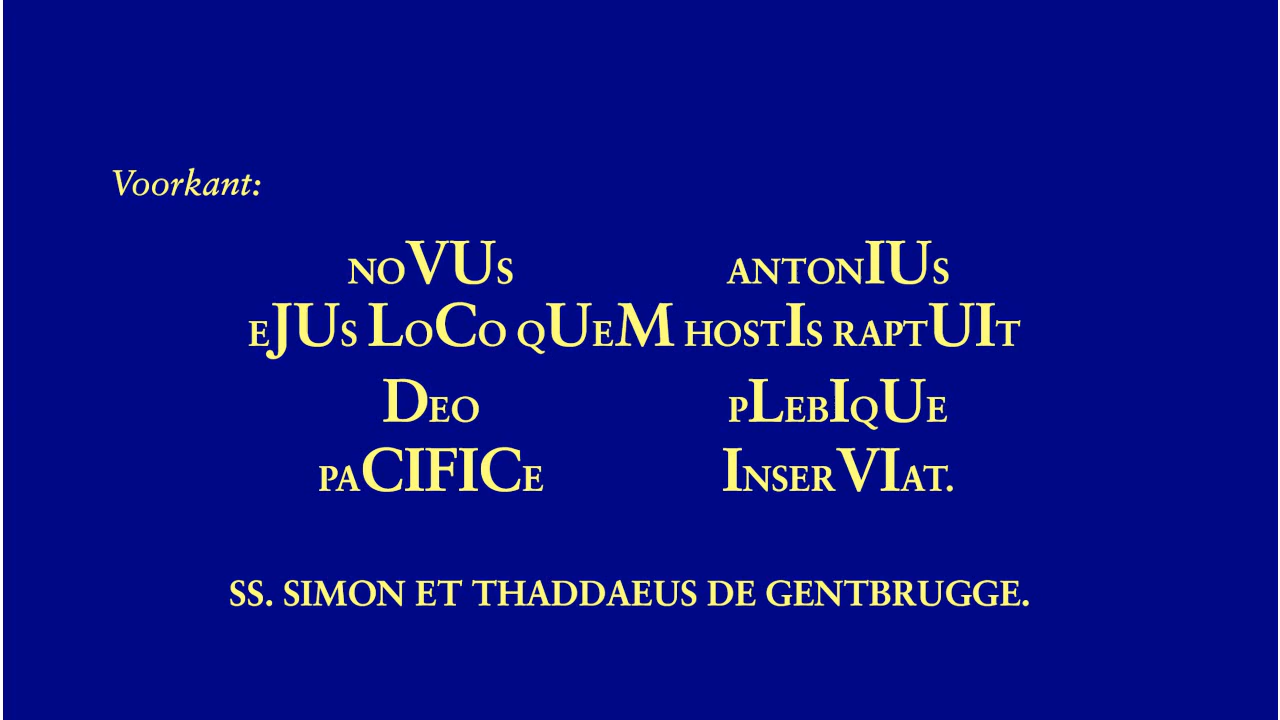 Voorkant:
noVUs antonIUs
eJUs LoCo qUeM hostIs raptUIt
Deo pLebIqUe
paCIFICe InserVIat.
SS. SIMON ET THADDAEUS DE GENTBRUGGE.